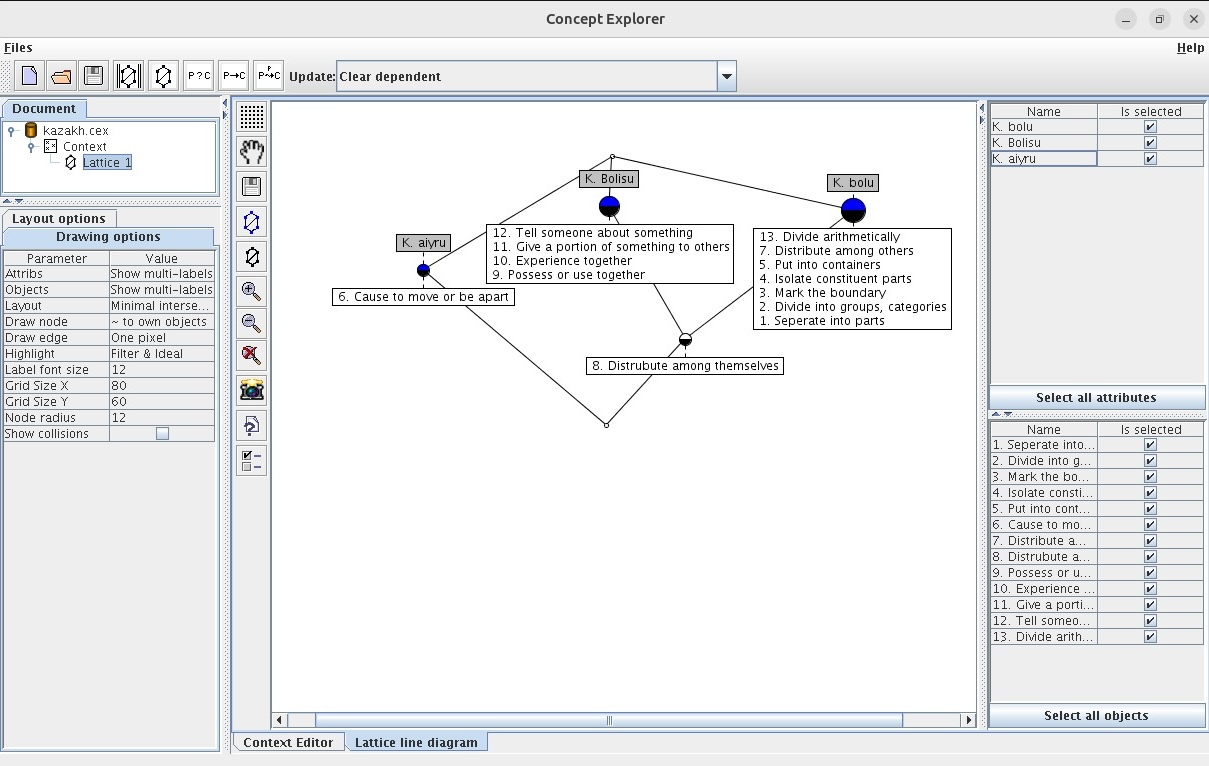 Concept Explorer
Files
Help
P?C
P→C
P↛C
Update:
Clear dependent
Document
kazakh.cex
Context
Lattice 1
Layout options
Drawing options
Parameter Value
Attribs Show multi-labels
Objects Show multi-labels
Layout Minimal interse...
Draw node ~ to own objects
Draw edge One pixel
Highlight Filter & Ideal
Label font size 12
Grid Size X 80
Grid Size Y 60
Node radius 12
Show collisions
K. Bolisu
K. bolu
K. aiyru
12. Tell someone about something
11. Give a portion of something to others
10. Experience together
9. Possess or use together
13. Divide arithmetically
7. Distribute among others
5. Put into containers
4. Isolate constituent parts
3. Mark the boundary
2. Divide into groups, categories
1. Seperate into parts
6. Cause to move or be apart
8. Distrubute among themselves
Context Editor
Lattice line diagram
Name Is selected
K. bolu
K. Bolisu
K. aiyru
Select all attributes
Name Is selected
1. Seperate into...
2. Divide into g...
3. Mark the bo...
4. Isolate consti...
5. Put into cont...
6. Cause to mo...
7. Distribute a...
8. Distrubute a...
9. Possess or u...
10. Experience ...
11. Give a porti...
12. Tell someo...
13. Divide arith...
Select all objects